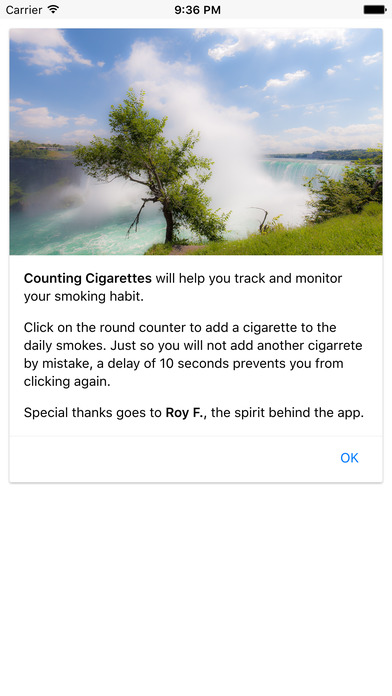 Carrier 9:36 PM
Counting Cigarettes will help you track and monitor
your smoking habit.
Click on the round counter to add a cigarette to the
daily smokes. Just so you will not add another cigarrete
by mistake, a delay of 10 seconds prevents you from
clicking again.
Special thanks goes to Roy F., the spirit behind the app.
OK